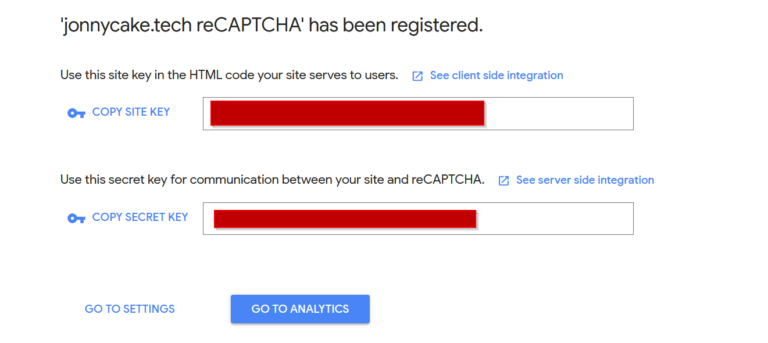 'jonnycake.tech reCAPTCHA' has been registered.
Use this site key in the HTML code your site serves to users. See client side integration
COPY SITE KEY
Use this secret key for communication between your site and reCAPTCHA. See server side integration
COPY SECRET KEY
GO TO SETTINGS GO TO ANALYTICS